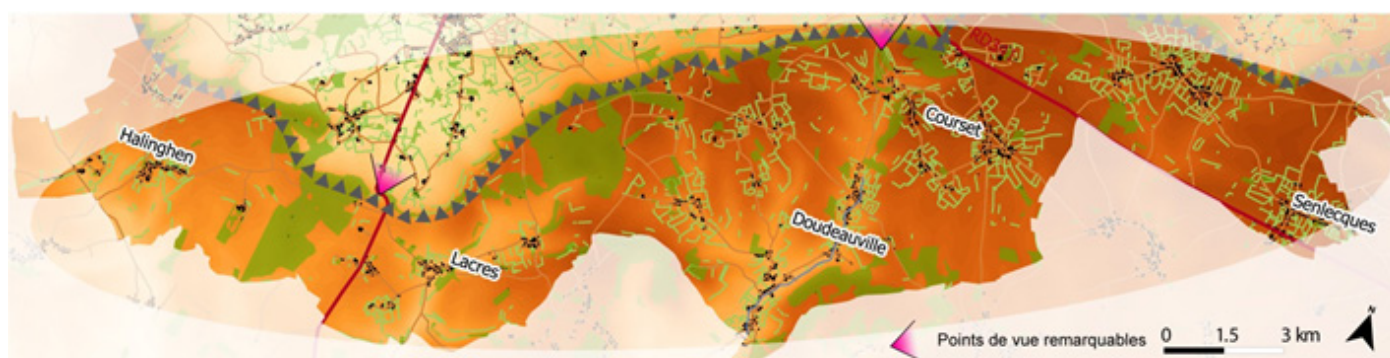 Halinghen
Lacres
Doudeauville
Courset
Senlecques
N
Points de vue remarquables
0 1.5 3 km